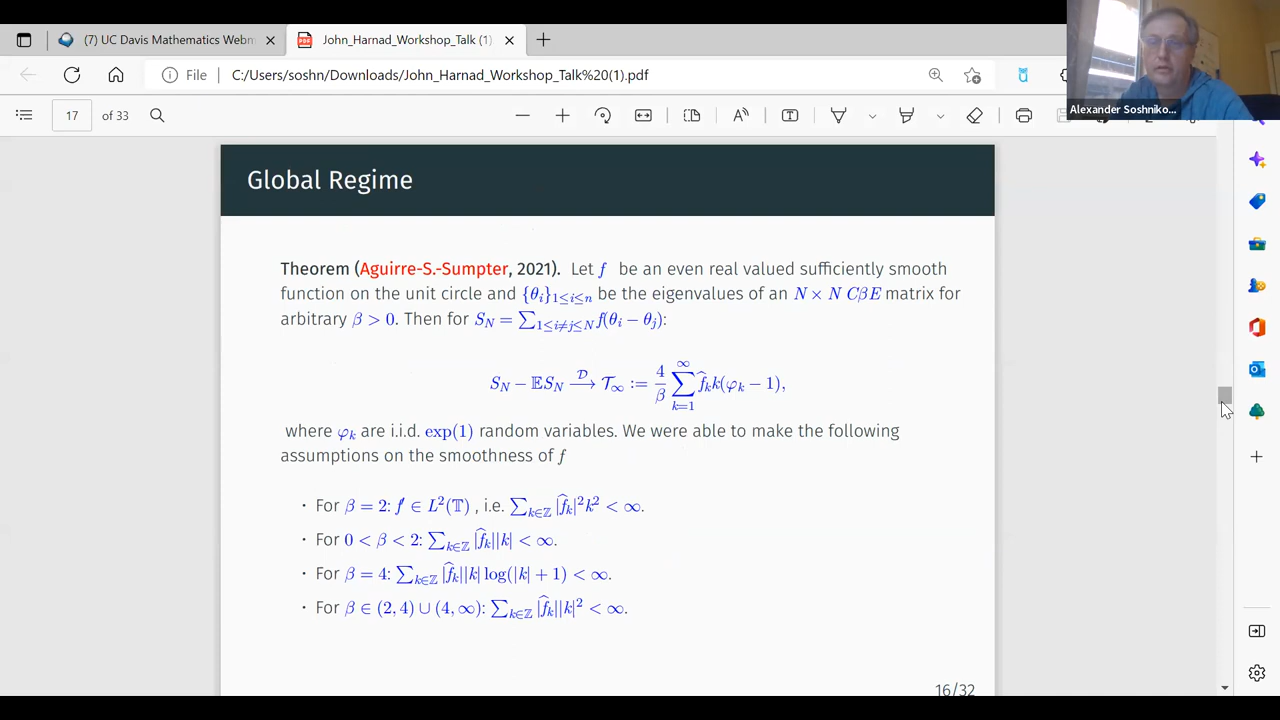 (7) UC Davis Mathematics Webm
John_Harnad_Workshop_Talk (1)
File
C:/Users/soshn/Downloads/John_Harnad_Workshop_Talk%20(1).pdf
Alexander Soshniko...
17 of 33
Global Regime
Theorem (Aguirre-S.-Sumpter, 2021). Let f be an even real valued sufficiently smooth
function on the unit circle and {θ_i}_{1≤i≤n} be the eigenvalues of an N × N CβE matrix for
arbitrary β > 0. Then for S_N = ∑_{1≤i≠j≤N} f(θ_i − θ_j):
S_N − 𝔼S_N →^𝒟 𝒯_∞ := 4/β ∑_{k=1}^{∞} f̂_k k(φ_k − 1),
where φ_k are i.i.d. exp(1) random variables. We were able to make the following
assumptions on the smoothness of f
· For β = 2: f′ ∈ L²(𝕋) , i.e. ∑_{k∈ℤ} |f̂_k|²k² < ∞.
· For 0 < β < 2: ∑_{k∈ℤ} |f̂_k||k| < ∞.
· For β = 4: ∑_{k∈ℤ} |f̂_k||k| log(|k| + 1) < ∞.
· For β ∈ (2, 4) ∪ (4, ∞): ∑_{k∈ℤ} |f̂_k||k|² < ∞.
16/32